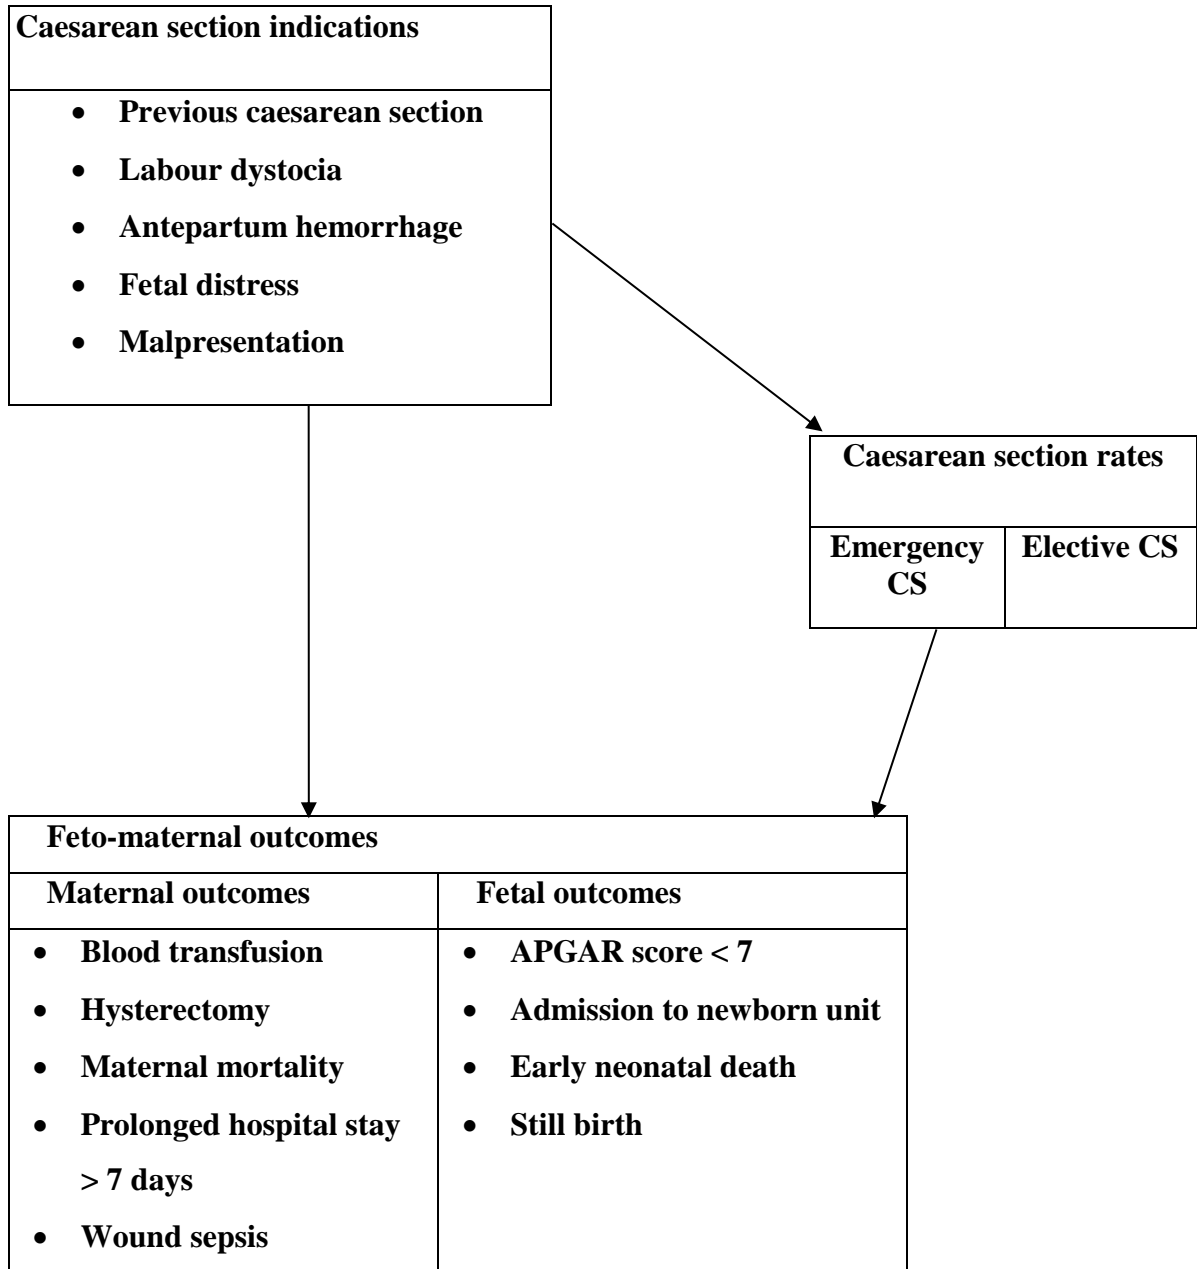 Caesarean section indications
• Previous caesarean section
• Labour dystocia
• Antepartum hemorrhage
• Fetal distress
• Malpresentation
Caesarean section rates
Emergency
CS
Elective CS
Feto-maternal outcomes
Maternal outcomes
• Blood transfusion
• Hysterectomy
• Maternal mortality
• Prolonged hospital stay
> 7 days
• Wound sepsis
Fetal outcomes
• APGAR score < 7
• Admission to newborn unit
• Early neonatal death
• Still birth